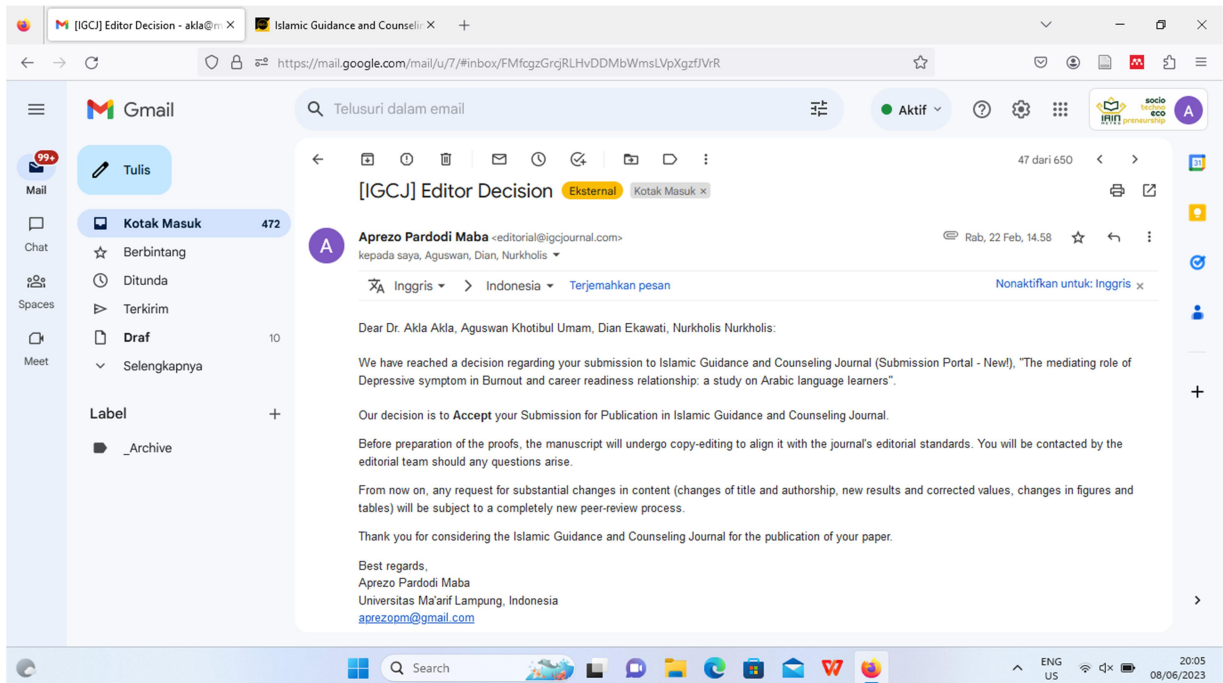 [IGCJ] Editor Decision - akla@m
Islamic Guidance and Counselin
https://mail.google.com/mail/u/7/#inbox/FMfcgzGrcjRLHvDDMbWmsLVpXgzfJVrR
Gmail
Telusuri dalam email
Aktif
IAIN METRO
socio
techno
eco
preneurship
A
99+
Mail
Chat
Spaces
Meet
Tulis
Kotak Masuk 472
Berbintang
Ditunda
Terkirim
Draf 10
Selengkapnya
Label
_Archive
47 dari 650
31
[IGCJ] Editor Decision Eksternal Kotak Masuk
A
Aprezo Pardodi Maba <editorial@igcjournal.com>
Rab, 22 Feb, 14.58
kepada saya, Aguswan, Dian, Nurkholis
Inggris > Indonesia Terjemahkan pesan
Nonaktifkan untuk: Inggris
Dear Dr. Akla Akla, Aguswan Khotibul Umam, Dian Ekawati, Nurkholis Nurkholis:
We have reached a decision regarding your submission to Islamic Guidance and Counseling Journal (Submission Portal - New!), "The mediating role of
Depressive symptom in Burnout and career readiness relationship: a study on Arabic language learners".
Our decision is to Accept your Submission for Publication in Islamic Guidance and Counseling Journal.
Before preparation of the proofs, the manuscript will undergo copy-editing to align it with the journal's editorial standards. You will be contacted by the
editorial team should any questions arise.
From now on, any request for substantial changes in content (changes of title and authorship, new results and corrected values, changes in figures and
tables) will be subject to a completely new peer-review process.
Thank you for considering the Islamic Guidance and Counseling Journal for the publication of your paper.
Best regards,
Aprezo Pardodi Maba
Universitas Ma'arif Lampung, Indonesia
aprezopm@gmail.com
Search
ENG
US
20:05
08/06/2023